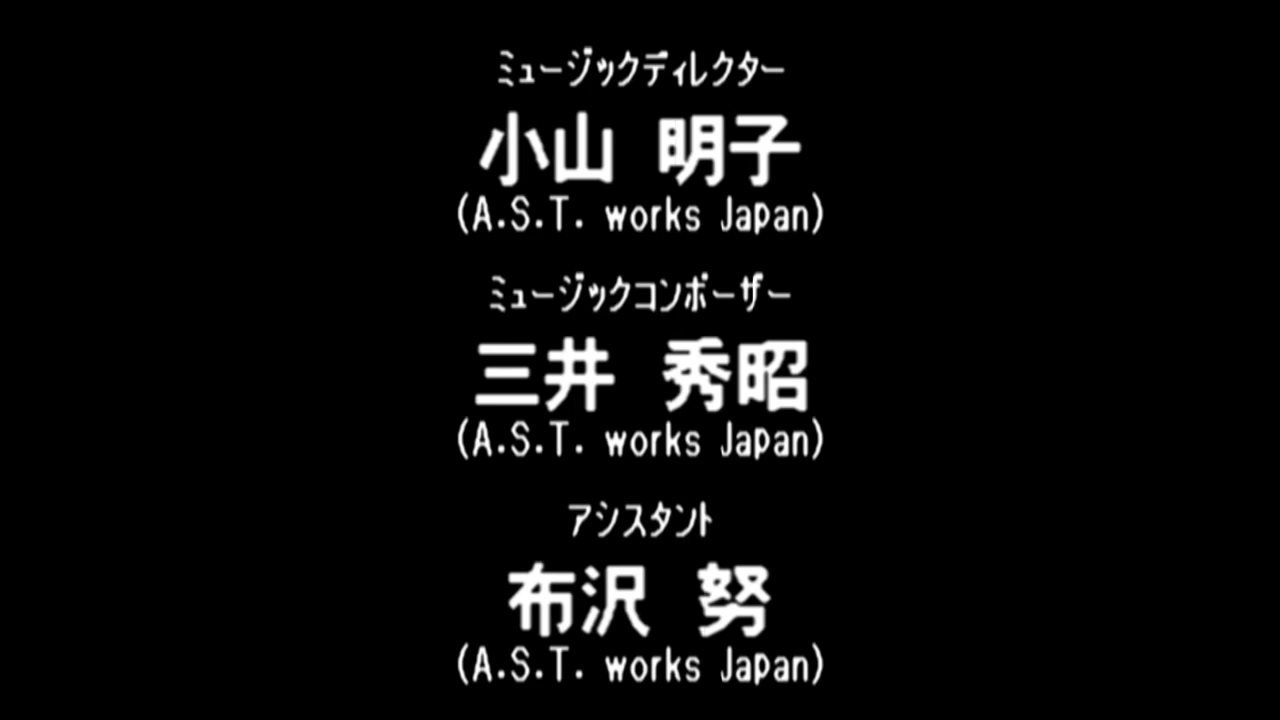 ミュージックディレクター
小山 明子
(A.S.T. works Japan)
ミュージックコンポーザー
三井 秀昭
(A.S.T. works Japan)
アシスタント
布沢 努
(A.S.T. works Japan)